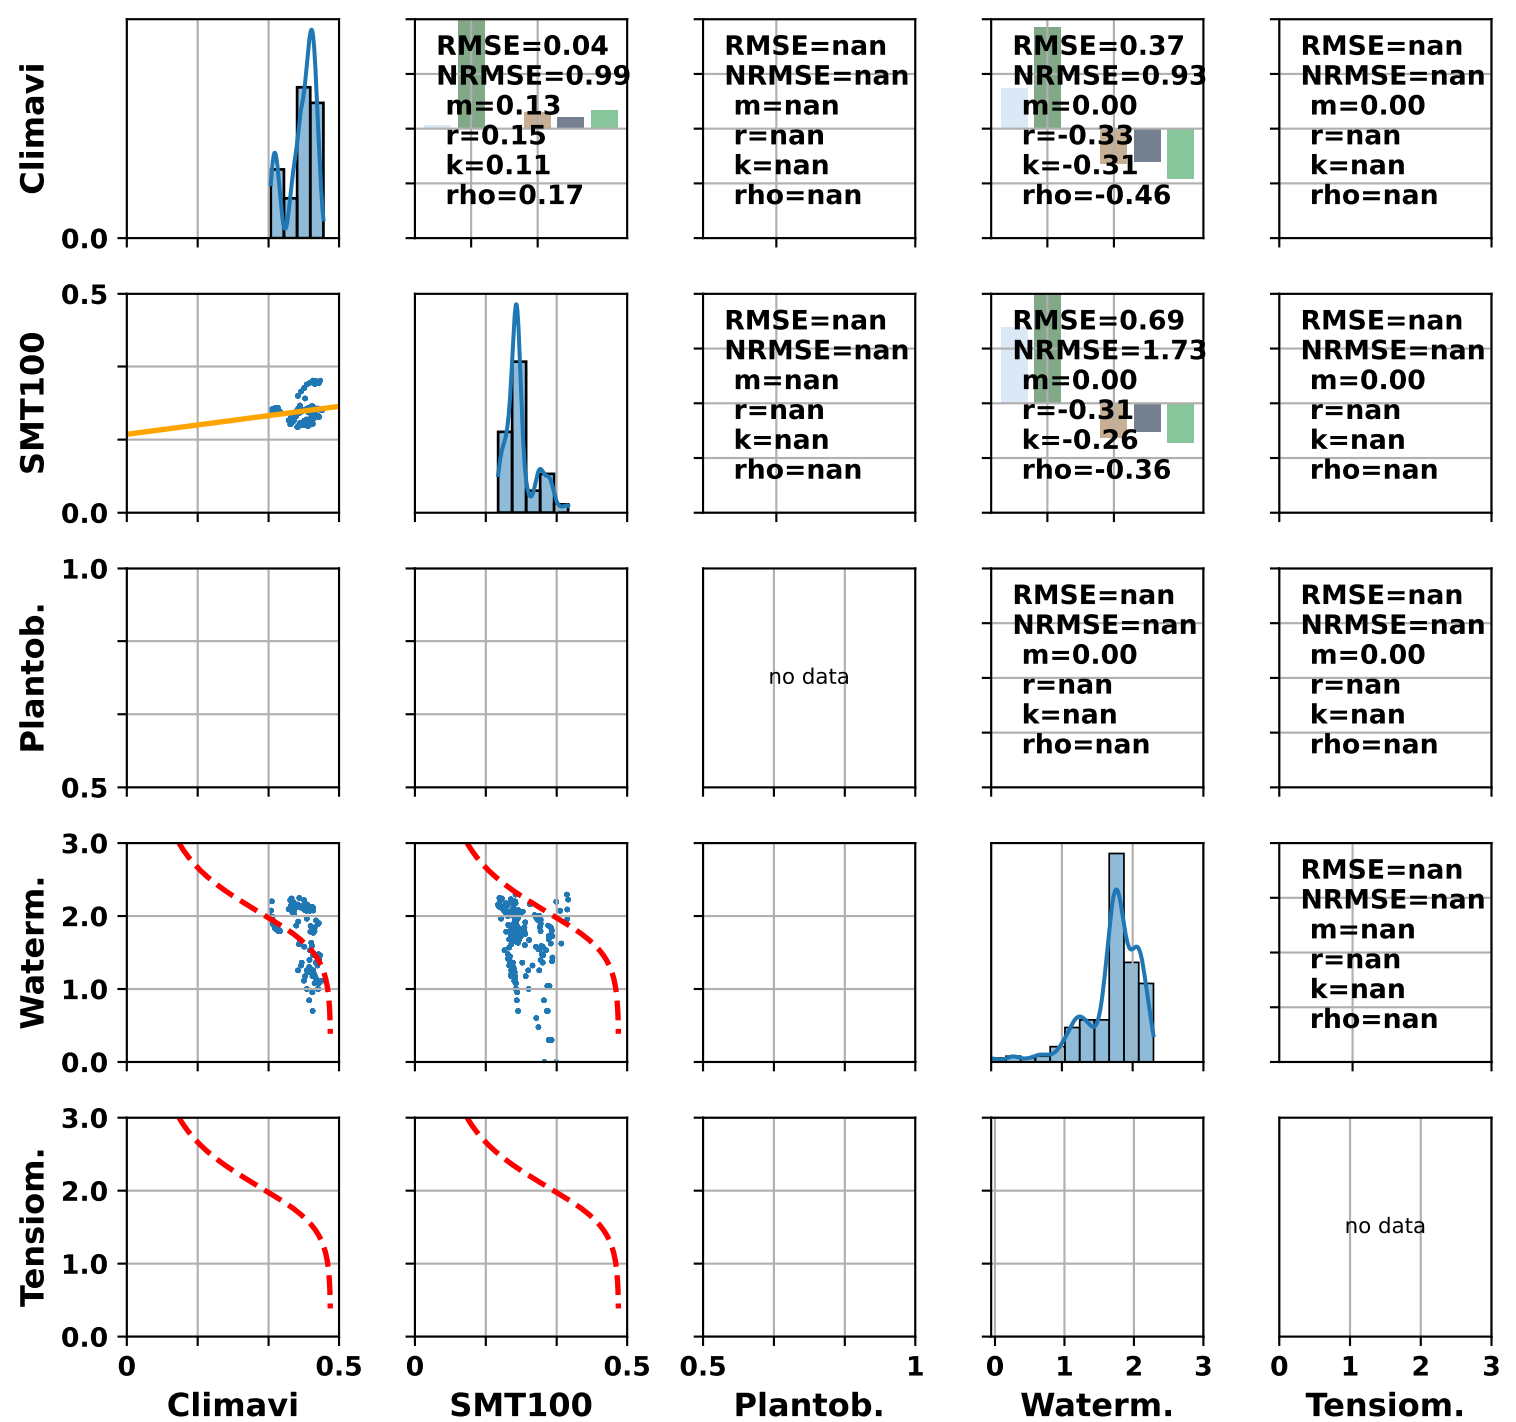 Climavi
0.0
RMSE=0.04
NRMSE=0.99
m=0.13
r=0.15
k=0.11
rho=0.17
RMSE=nan
NRMSE=nan
m=nan
r=nan
k=nan
rho=nan
RMSE=0.37
NRMSE=0.93
m=0.00
r=-0.33
k=-0.31
rho=-0.46
RMSE=nan
NRMSE=nan
m=0.00
r=nan
k=nan
rho=nan
SMT100
0.5
0.0
RMSE=nan
NRMSE=nan
m=nan
r=nan
k=nan
rho=nan
RMSE=0.69
NRMSE=1.73
m=0.00
r=-0.31
k=-0.26
rho=-0.36
RMSE=nan
NRMSE=nan
m=0.00
r=nan
k=nan
rho=nan
Plantob.
1.0
0.5
no data
RMSE=nan
NRMSE=nan
m=0.00
r=nan
k=nan
rho=nan
RMSE=nan
NRMSE=nan
m=0.00
r=nan
k=nan
rho=nan
Waterm.
3.0
2.0
1.0
0.0
RMSE=nan
NRMSE=nan
m=nan
r=nan
k=nan
rho=nan
Tensiom.
3.0
2.0
1.0
0.0
no data
0 0.5 0 0.5 0.5 1 0 1 2 3 0 1 2 3
Climavi SMT100 Plantob. Waterm. Tensiom.